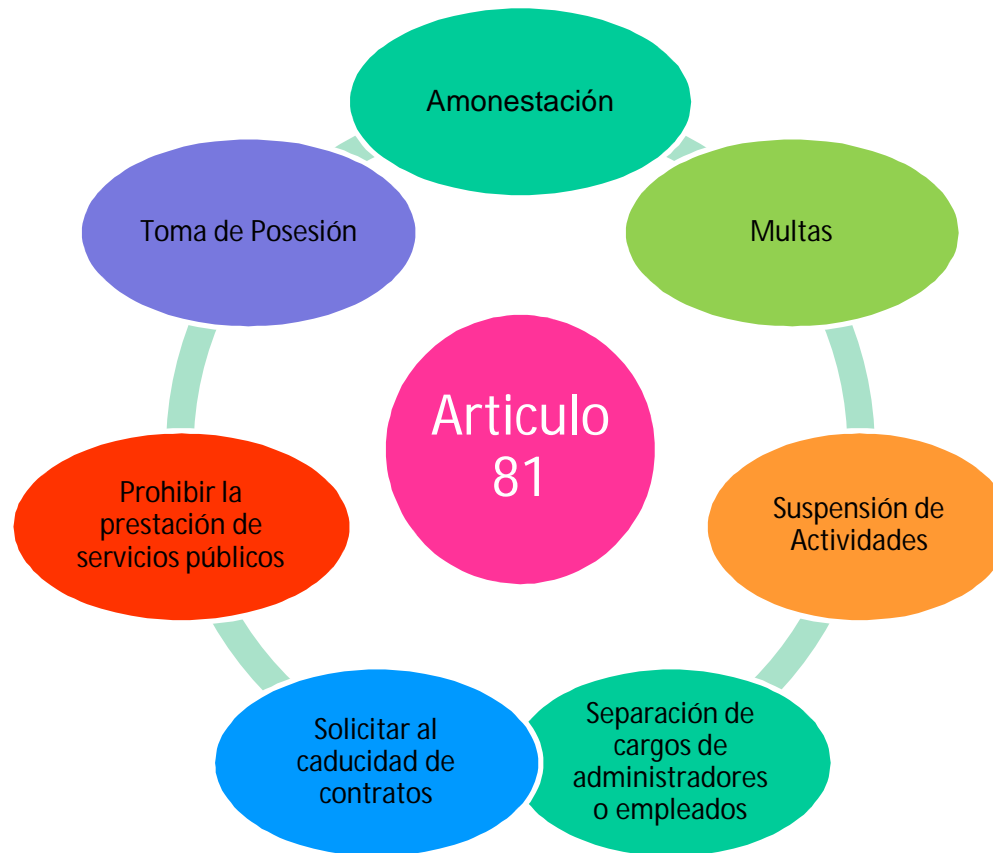 Amonestación
Multas
Suspensión de
Actividades
Separación de
cargos de
administradores
o empleados
Solicitar al
caducidad de
contratos
Prohibir la
prestación de
servicios públicos
Toma de Posesión
Articulo
81